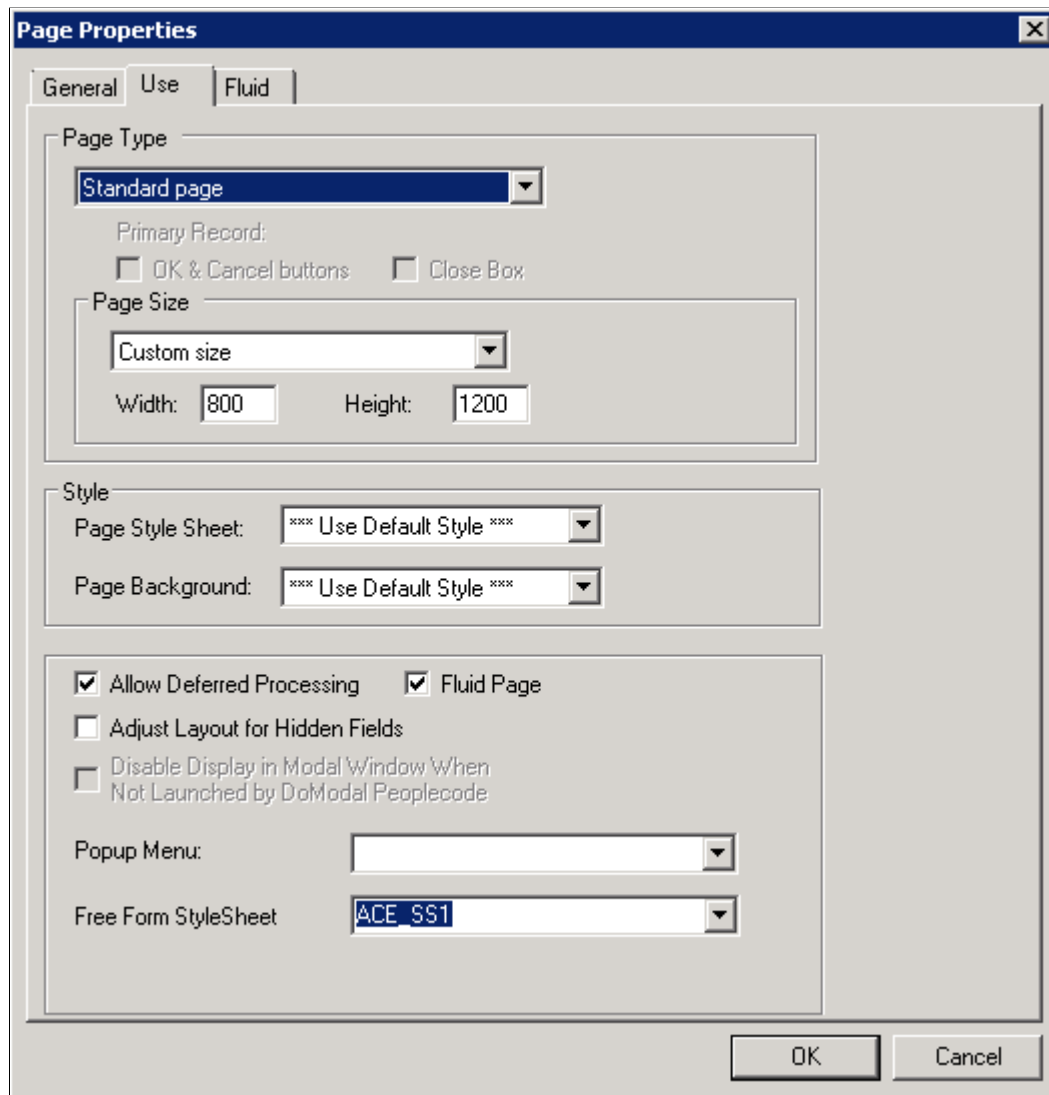 Page Properties
General Use Fluid
Page Type
Standard page
Primary Record:
OK & Cancel buttons Close Box
Page Size
Custom size
Width: 800 Height: 1200
Style
Page Style Sheet: *** Use Default Style ***
Page Background: *** Use Default Style ***
Allow Deferred Processing Fluid Page
Adjust Layout for Hidden Fields
Disable Display in Modal Window When
Not Launched by DoModal Peoplecode
Popup Menu:
Free Form StyleSheet ACE_SS1
OK Cancel